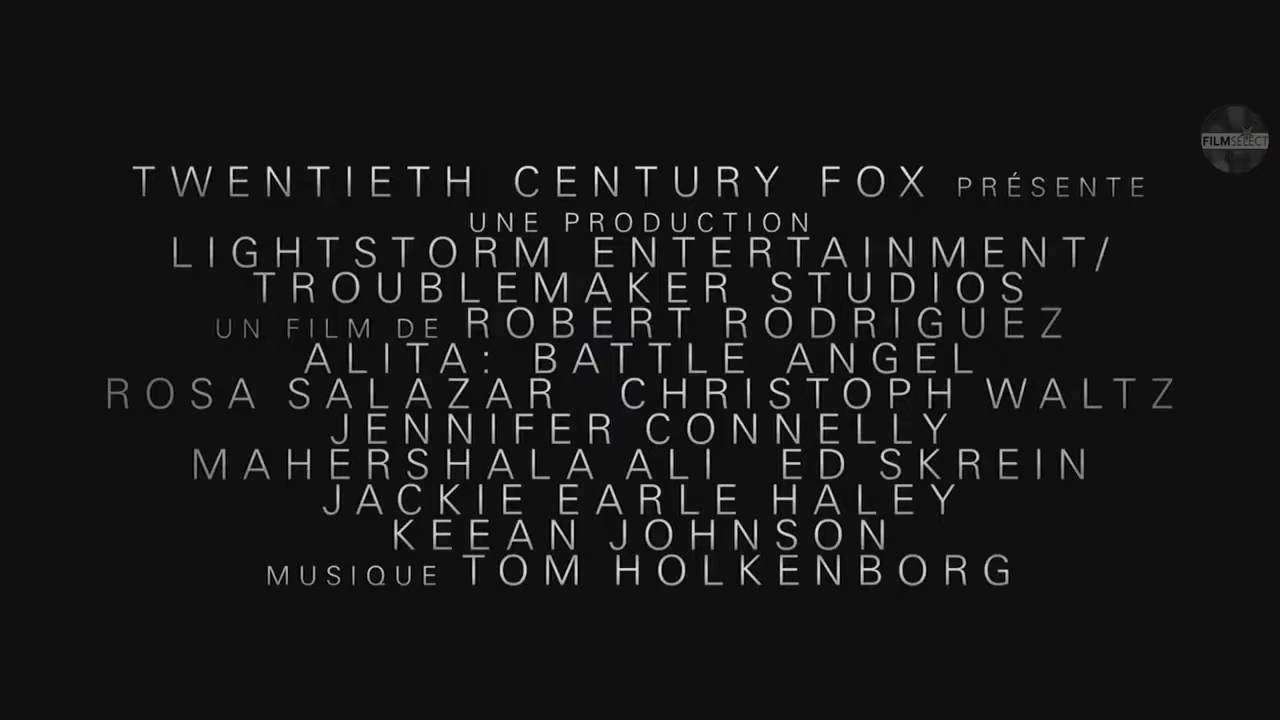 FILMSELECT
TWENTIETH CENTURY FOX PRÉSENTE
UNE PRODUCTION
LIGHTSTORM ENTERTAINMENT/
TROUBLEMAKER STUDIOS
UN FILM DE ROBERT RODRIGUEZ
ALITA: BATTLE ANGEL
ROSA SALAZAR CHRISTOPH WALTZ
JENNIFER CONNELLY
MAHERSHALA ALI ED SKREIN
JACKIE EARLE HALEY
KEEAN JOHNSON
MUSIQUE TOM HOLKENBORG